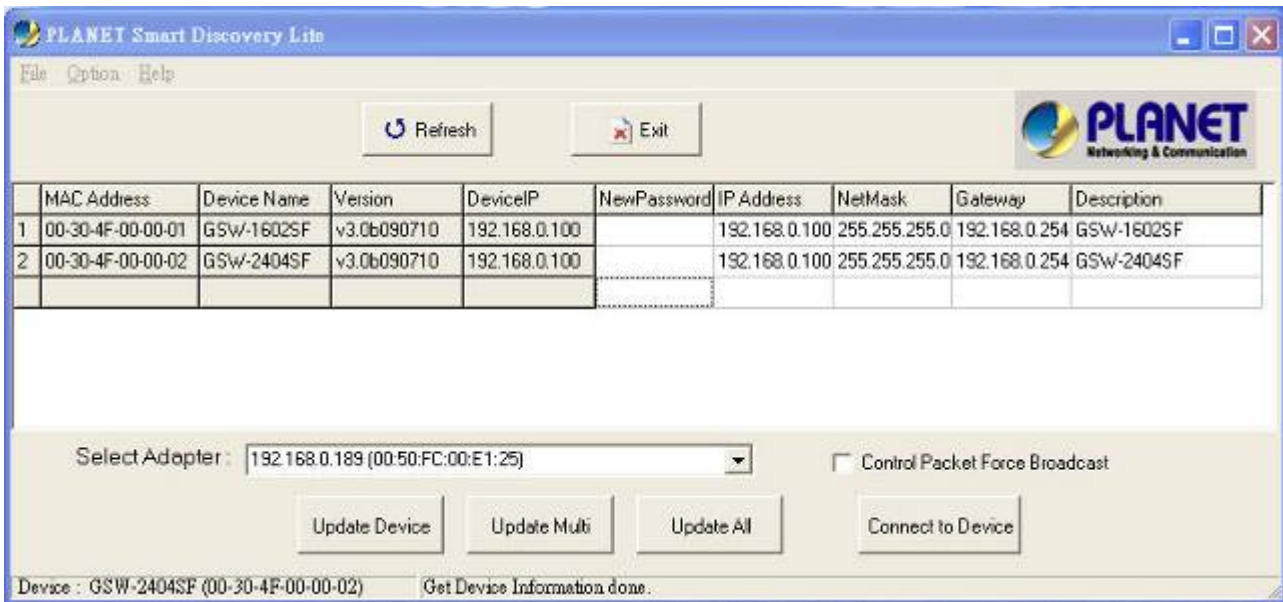 PLANET Smart Discovery Lite
File Option Help
Refresh Exit
PLANET
Networking & Communication
MAC Address Device Name Version DeviceIP NewPassword IP Address NetMask Gateway Description
1 00-30-4F-00-00-01 GSW-1602SF v3.0b090710 192.168.0.100 192.168.0.100 255.255.255.0 192.168.0.254 GSW-1602SF
2 00-30-4F-00-00-02 GSW-2404SF v3.0b090710 192.168.0.100 192.168.0.100 255.255.255.0 192.168.0.254 GSW-2404SF
Select Adapter : 192.168.0.189 (00:50:FC:00:E1:25) Control Packet Force Broadcast
Update Device Update Multi Update All Connect to Device
Device : GSW-2404SF (00-30-4F-00-00-02) Get Device Information done.